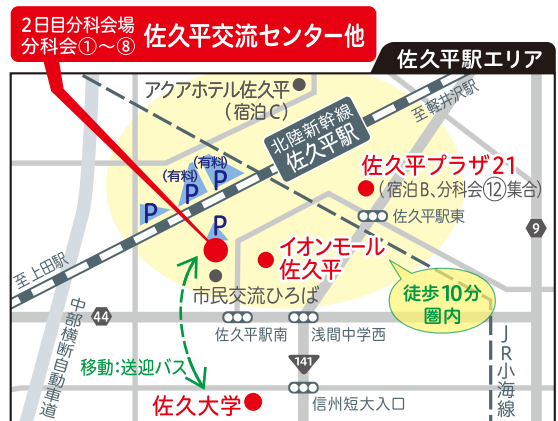 2日目分科会場
分科会①～⑧
佐久平交流センター他
佐久平駅エリア
アクアホテル佐久平
（宿泊C）
至軽井沢駅
北陸新幹線
佐久平駅
（有料）
（有料）
P
P
P
P
佐久平プラザ21
（宿泊B、分科会⑫集合）
佐久平駅東
9
イオンモール
佐久平
至上田駅
市民交流ひろば
徒歩10分
圏内
中部横断自動車道
44
佐久平駅南
浅間中学西
JR小海線
移動：送迎バス
141
佐久大学
信州短大入口